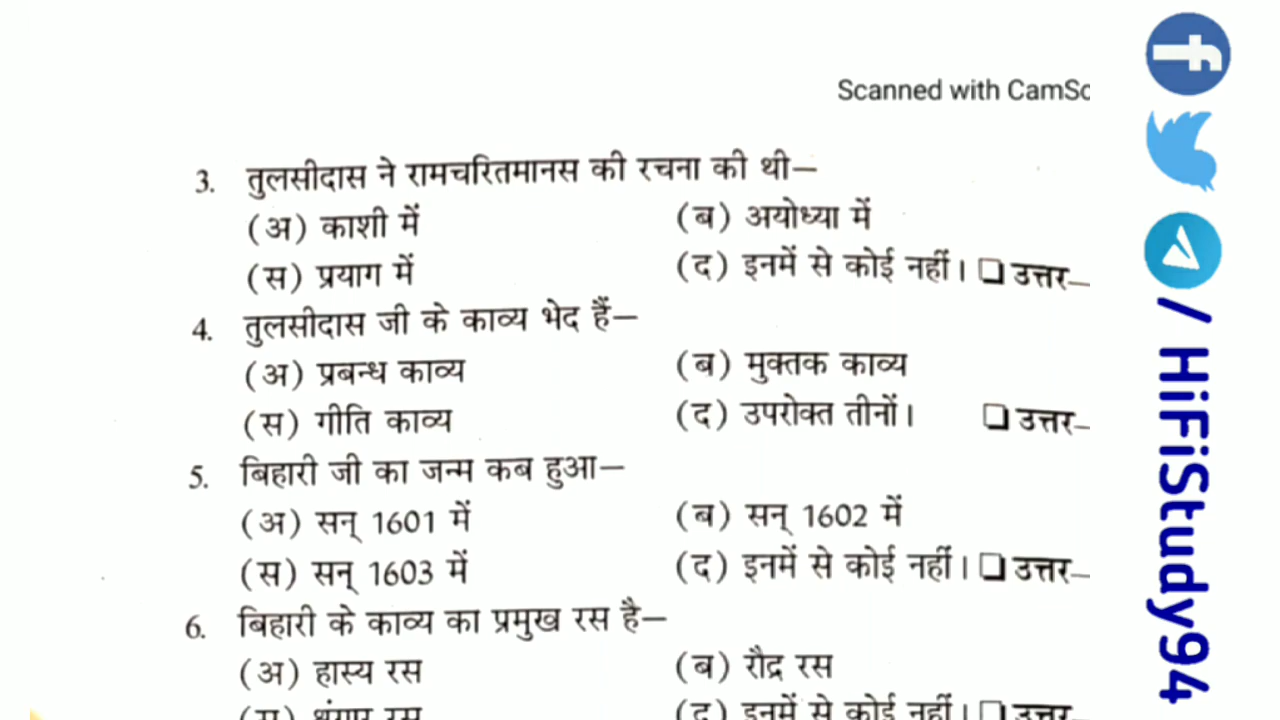 Scanned with CamSc
3. तुलसीदास ने रामचरितमानस की रचना की थी—
(अ) काशी में (ब) अयोध्या में
(स) प्रयाग में (द) इनमें से कोई नहीं। ❑ उत्तर—
4. तुलसीदास जी के काव्य भेद हैं—
(अ) प्रबन्ध काव्य (ब) मुक्तक काव्य
(स) गीति काव्य (द) उपरोक्त तीनों। ❑ उत्तर—
5. बिहारी जी का जन्म कब हुआ—
(अ) सन् 1601 में (ब) सन् 1602 में
(स) सन् 1603 में (द) इनमें से कोई नहीं। ❑ उत्तर—
6. बिहारी के काव्य का प्रमुख रस है—
(अ) हास्य रस (ब) रौद्र रस
(स) शृंगार रस (द) इनमें से कोई नहीं। ❑ उत्तर—
/ HiFiStudy94